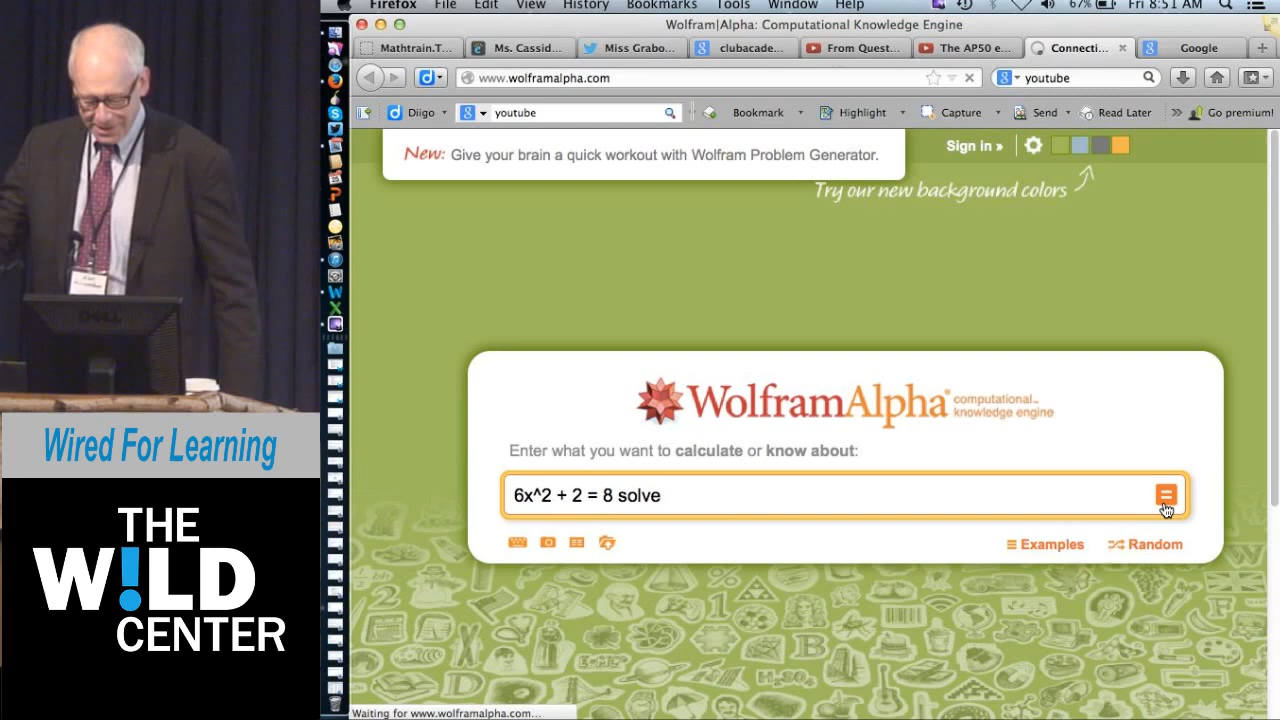 Firefox File Edit View History Bookmarks Tools Window Help 67% Fri 8:51 AM
Wolfram|Alpha: Computational Knowledge Engine
Mathtrain.T... Ms. Cassid... Miss Grabo... clubacade... From Quest... The AP50 e... Connecti... Google
www.wolframalpha.com youtube
Diigo youtube Bookmark Highlight Capture Send Read Later Go premium!
New: Give your brain a quick workout with Wolfram Problem Generator.
Sign in »
Try our new background colors
WolframAlpha computational knowledge engine
Enter what you want to calculate or know about:
6x^2 + 2 = 8 solve
=
Examples Random
Waiting for www.wolframalpha.com...
DELL
Wired For Learning
THE
W!LD
CENTER